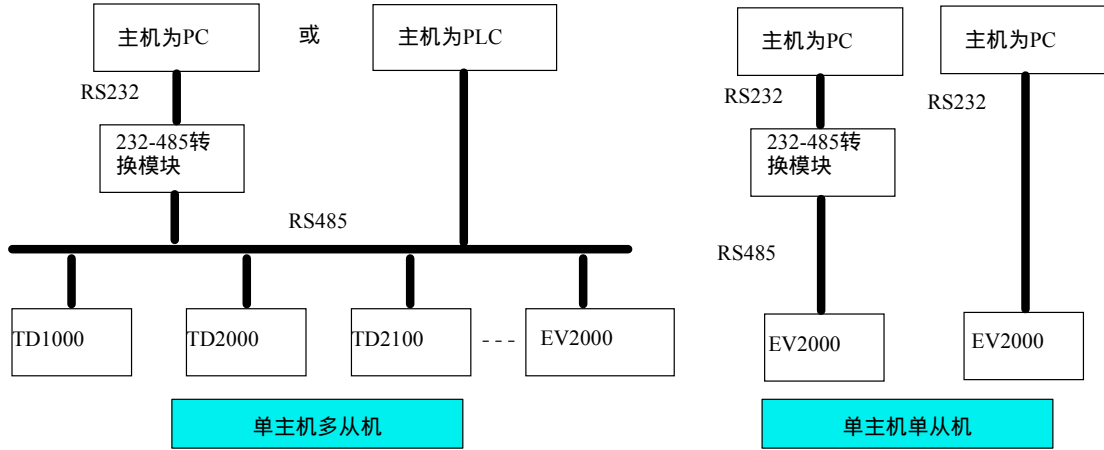 主机为PC
或
主机为PLC
RS232
232-485转
换模块
RS485
TD1000
TD2000
TD2100
- - -
EV2000
单主机多从机
主机为PC
主机为PC
RS232
RS232
232-485转
换模块
RS485
EV2000
EV2000
单主机单从机